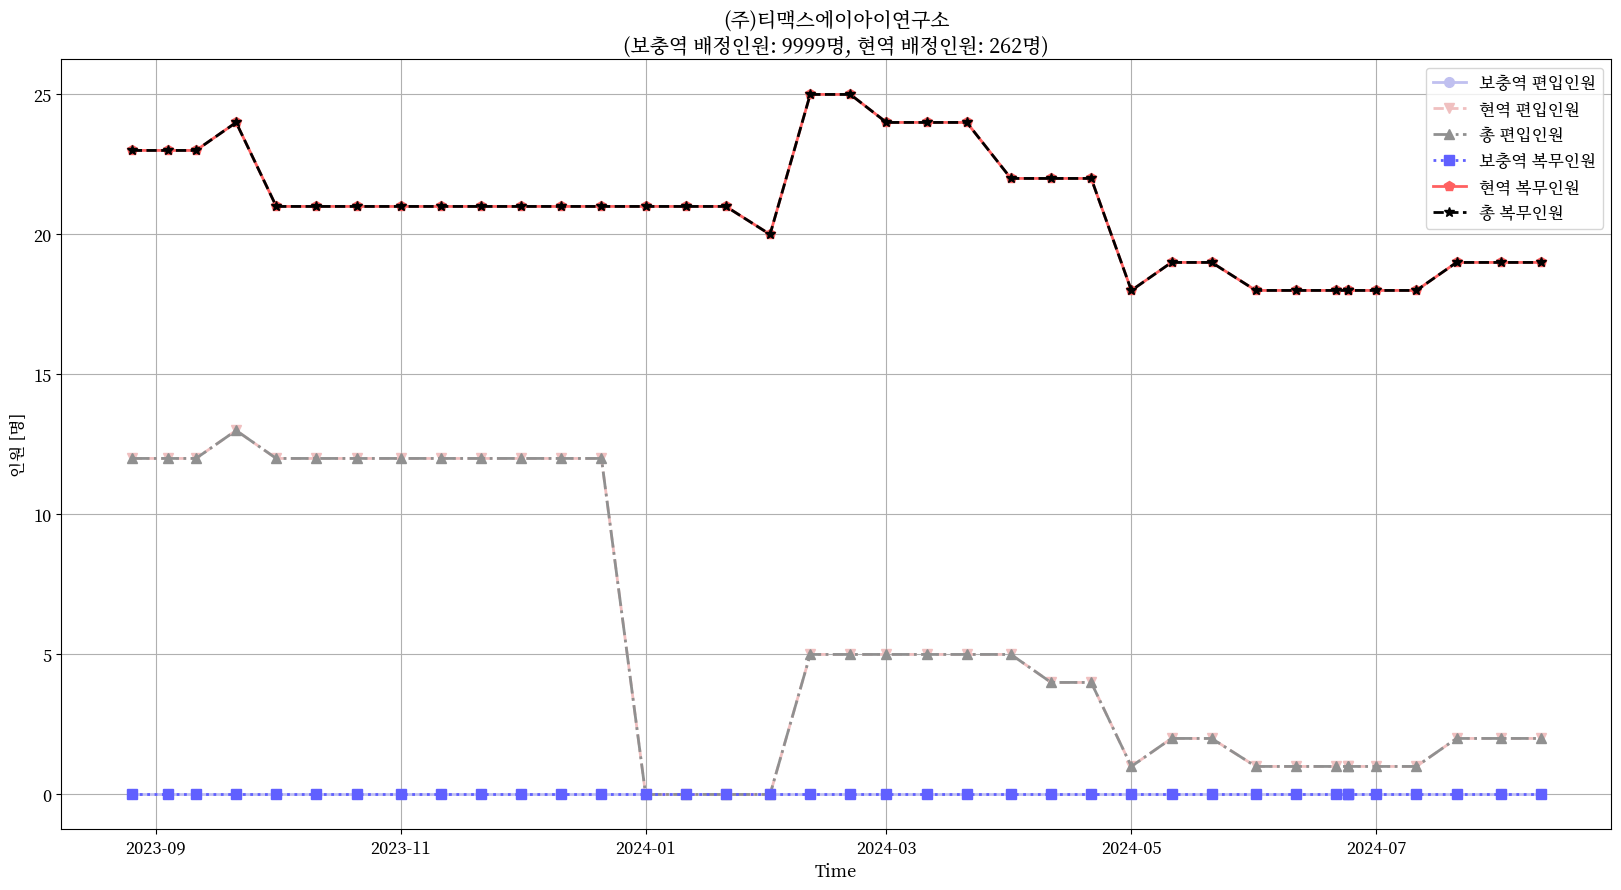 (주)티맥스에이아이연구소
(보충역 배정인원: 9999명, 현역 배정인원: 262명)
보충역 편입인원
현역 편입인원
총 편입인원
보충역 복무인원
현역 복무인원
총 복무인원
인원 [명]
25
20
15
10
5
0
2023-09
2023-11
2024-01
2024-03
2024-05
2024-07
Time